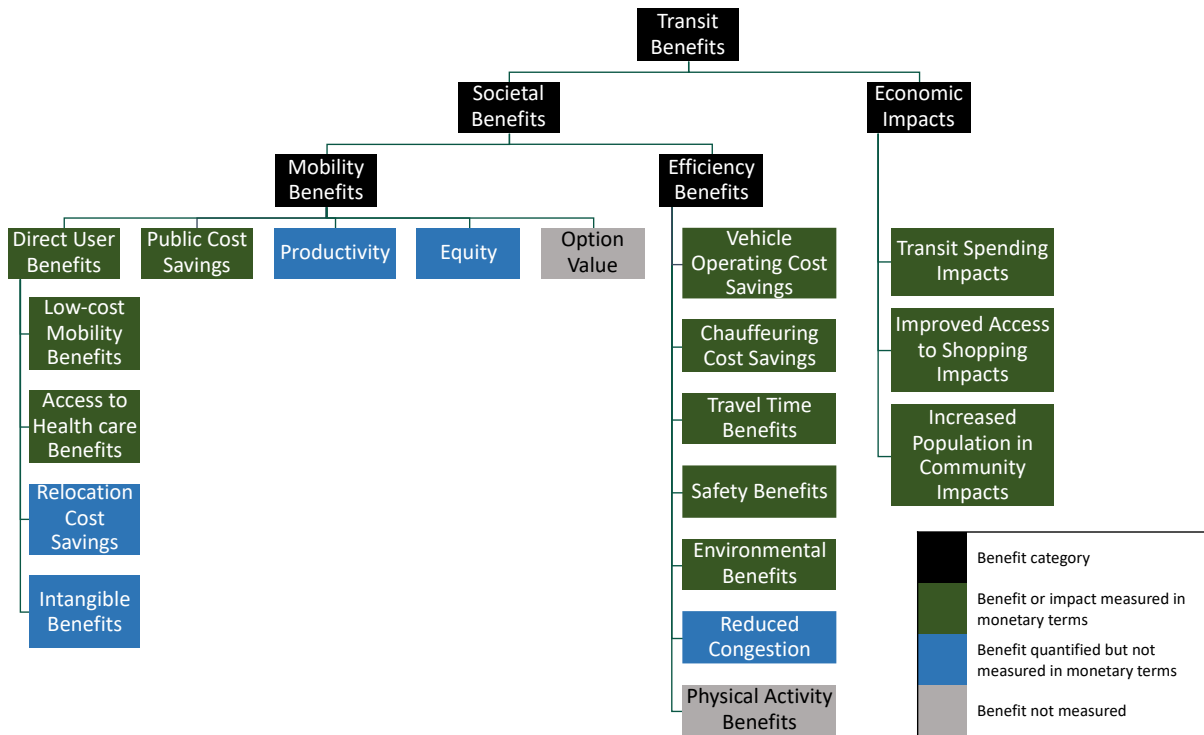 Transit
Benefits
Societal
Benefits
Economic
Impacts
Mobility
Benefits
Efficiency
Benefits
Direct User
Benefits
Public Cost
Savings
Productivity
Equity
Option
Value
Low-cost
Mobility
Benefits
Access to
Health care
Benefits
Relocation
Cost
Savings
Intangible
Benefits
Vehicle
Operating Cost
Savings
Chauffeuring
Cost Savings
Travel Time
Benefits
Safety Benefits
Environmental
Benefits
Reduced
Congestion
Physical Activity
Benefits
Transit Spending
Impacts
Improved Access
to Shopping
Impacts
Increased
Population in
Community
Impacts
Benefit category
Benefit or impact measured in
monetary terms
Benefit quantified but not
measured in monetary terms
Benefit not measured